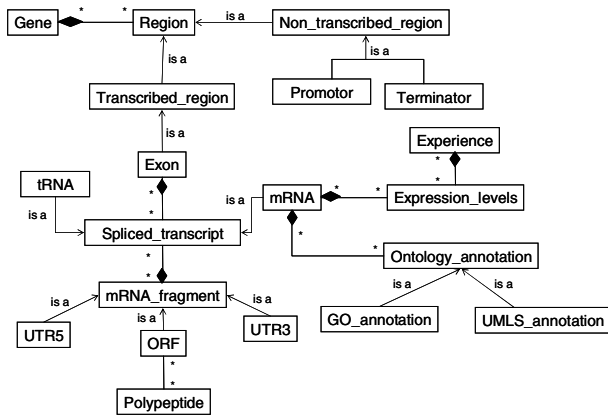 Gene
*
*
Region
is a
Non_transcribed_region
is a
is a
Transcribed_region
Promotor
Terminator
is a
Experience
Exon
*
tRNA
*
mRNA
*
*
*
Expression_levels
is a
*
is a
*
Spliced_transcript
*
*
Ontology_annotation
*
is a
is a
*
mRNA_fragment
is a
is a
is a
GO_annotation
UMLS_annotation
UTR5
ORF
UTR3
*
*
Polypeptide